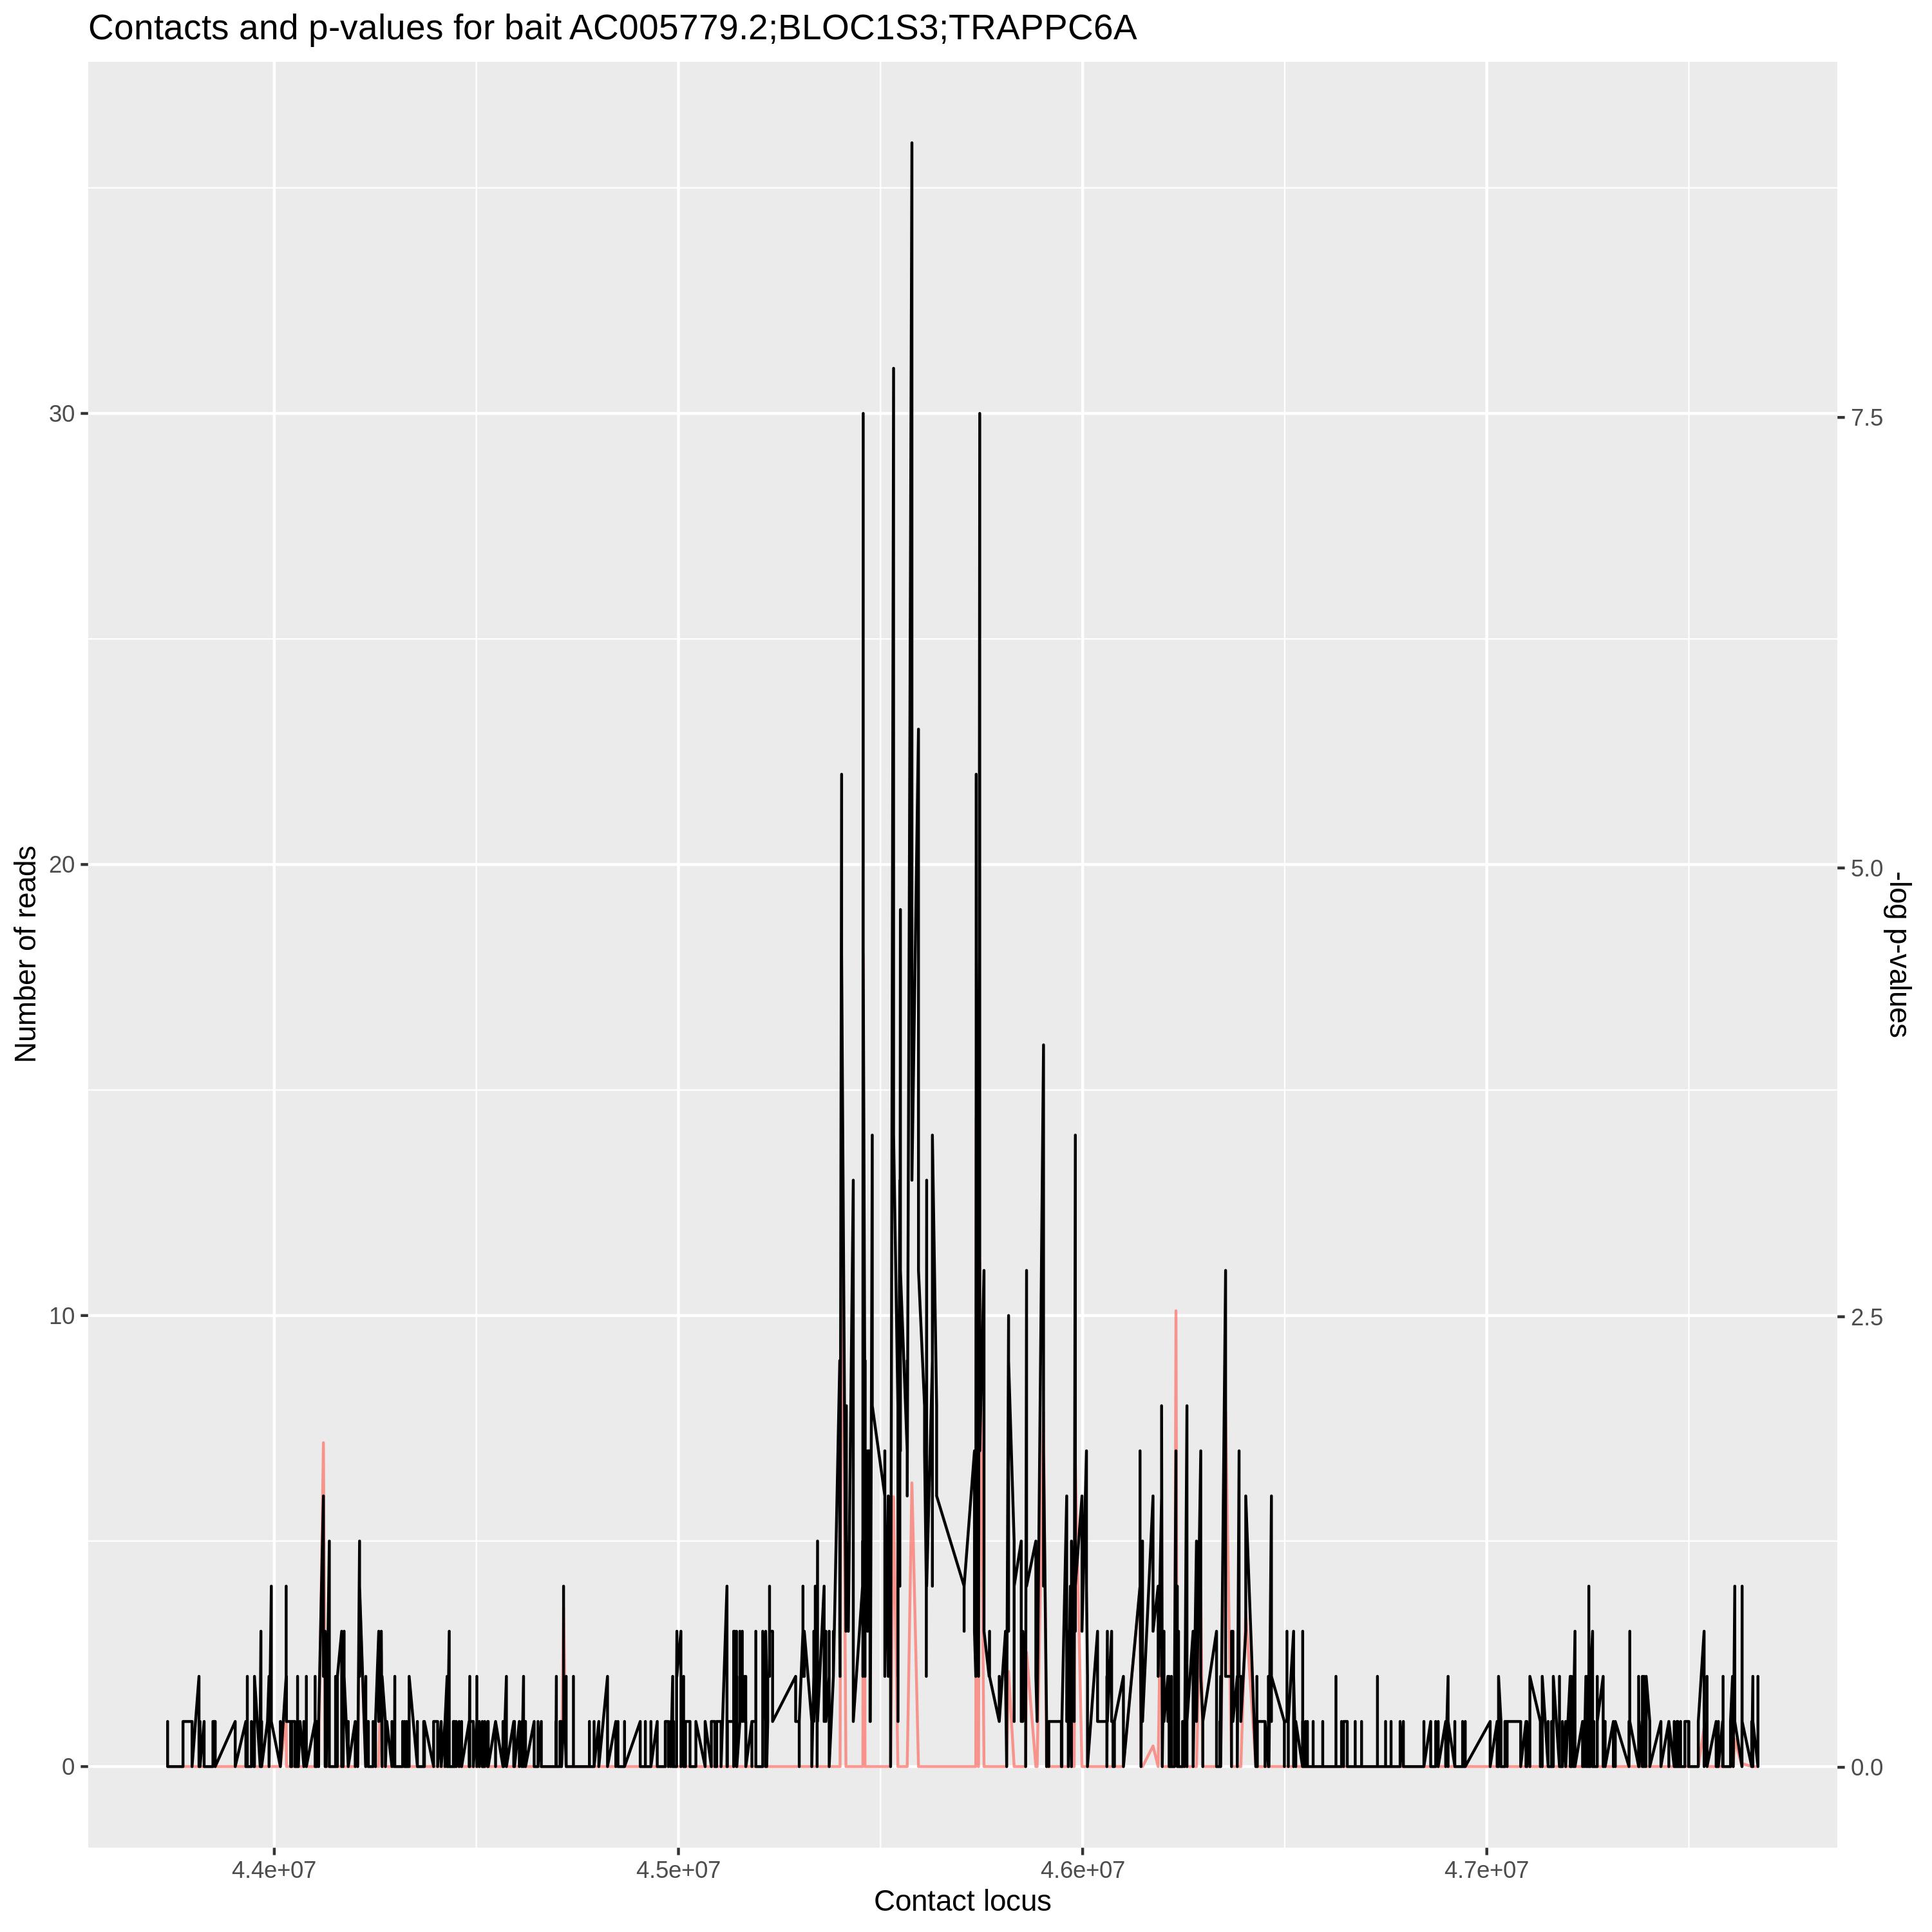 Contacts and p-values for bait AC005779.2;BLOC1S3;TRAPPC6A
Number of reads
30
20
10
0
7.5
5.0
2.5
0.0
-log p-values
4.4e+07
4.5e+07
4.6e+07
4.7e+07
Contact locus